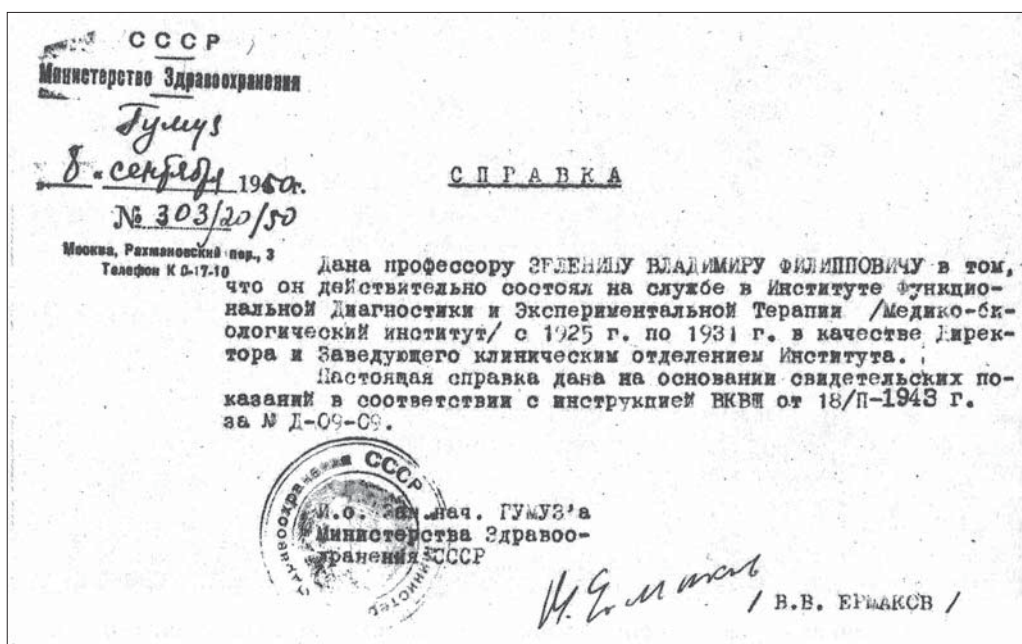 СССР
Министерство Здравоохранения
Гумуз
"8" сентября 1950г.
№ 303/20/50
Москва, Рахмановский пер., 3
Телефон К 0-17-10
СПРАВКА
Дана профессору ЗЕЛЕНИНУ ВЛАДИМИРУ ФИЛИППОВИЧУ в том,
что он действительно состоял на службе в Институте Функцио-
нальной Диагностики и Экспериментальной Терапии /Медико-би-
ологический институт/ с 1925 г. по 1931 г. в качестве Дирек-
тора и Заведующего клиническим отделением Института.
Настоящая справка дана на основании свидетельских по-
казаний в соответствии с инструкцией ВКВШ от 18/П-1943 г.
за № Д-09-09.
И.о. Зам.нач. ГУМУЗ'а
Министерства Здравоо-
хранения СССР
/ В.В. ЕРМАКОВ /